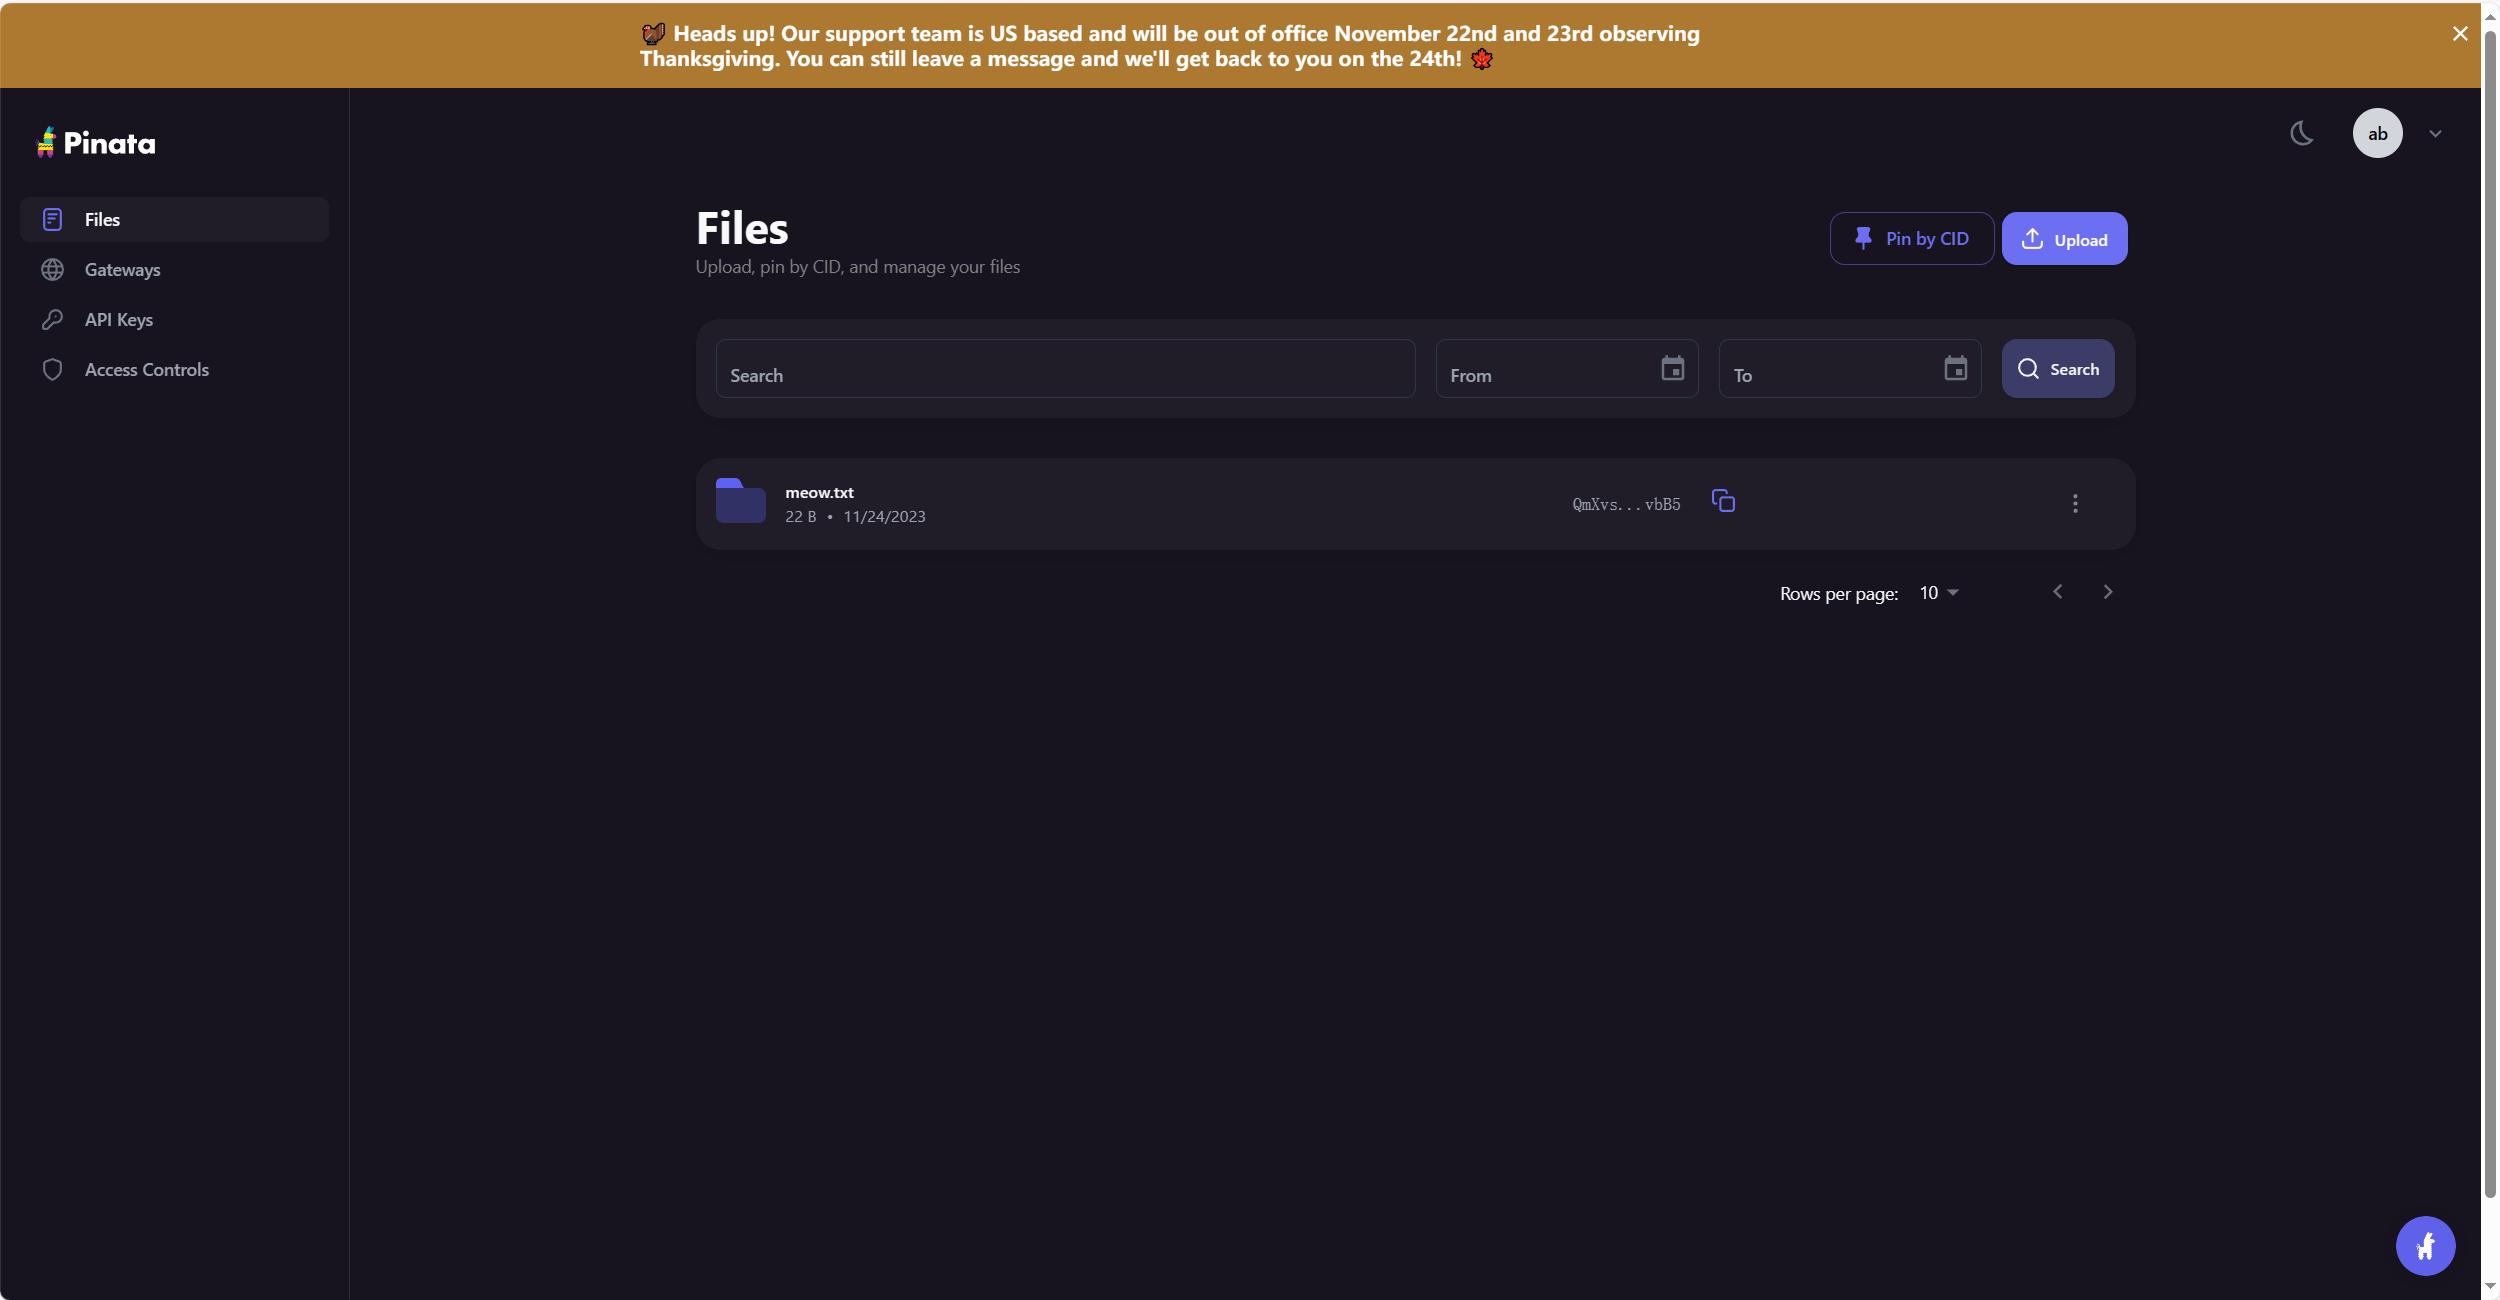 🦃 Heads up! Our support team is US based and will be out of office November 22nd and 23rd observing
Thanksgiving. You can still leave a message and we'll get back to you on the 24th! 🍁
Pinata
ab
Files
Gateways
API Keys
Access Controls
Files
Upload, pin by CID, and manage your files
Pin by CID
Upload
Search
From
To
Search
meow.txt
22 B • 11/24/2023
QmXvs...vbB5
Rows per page: 10